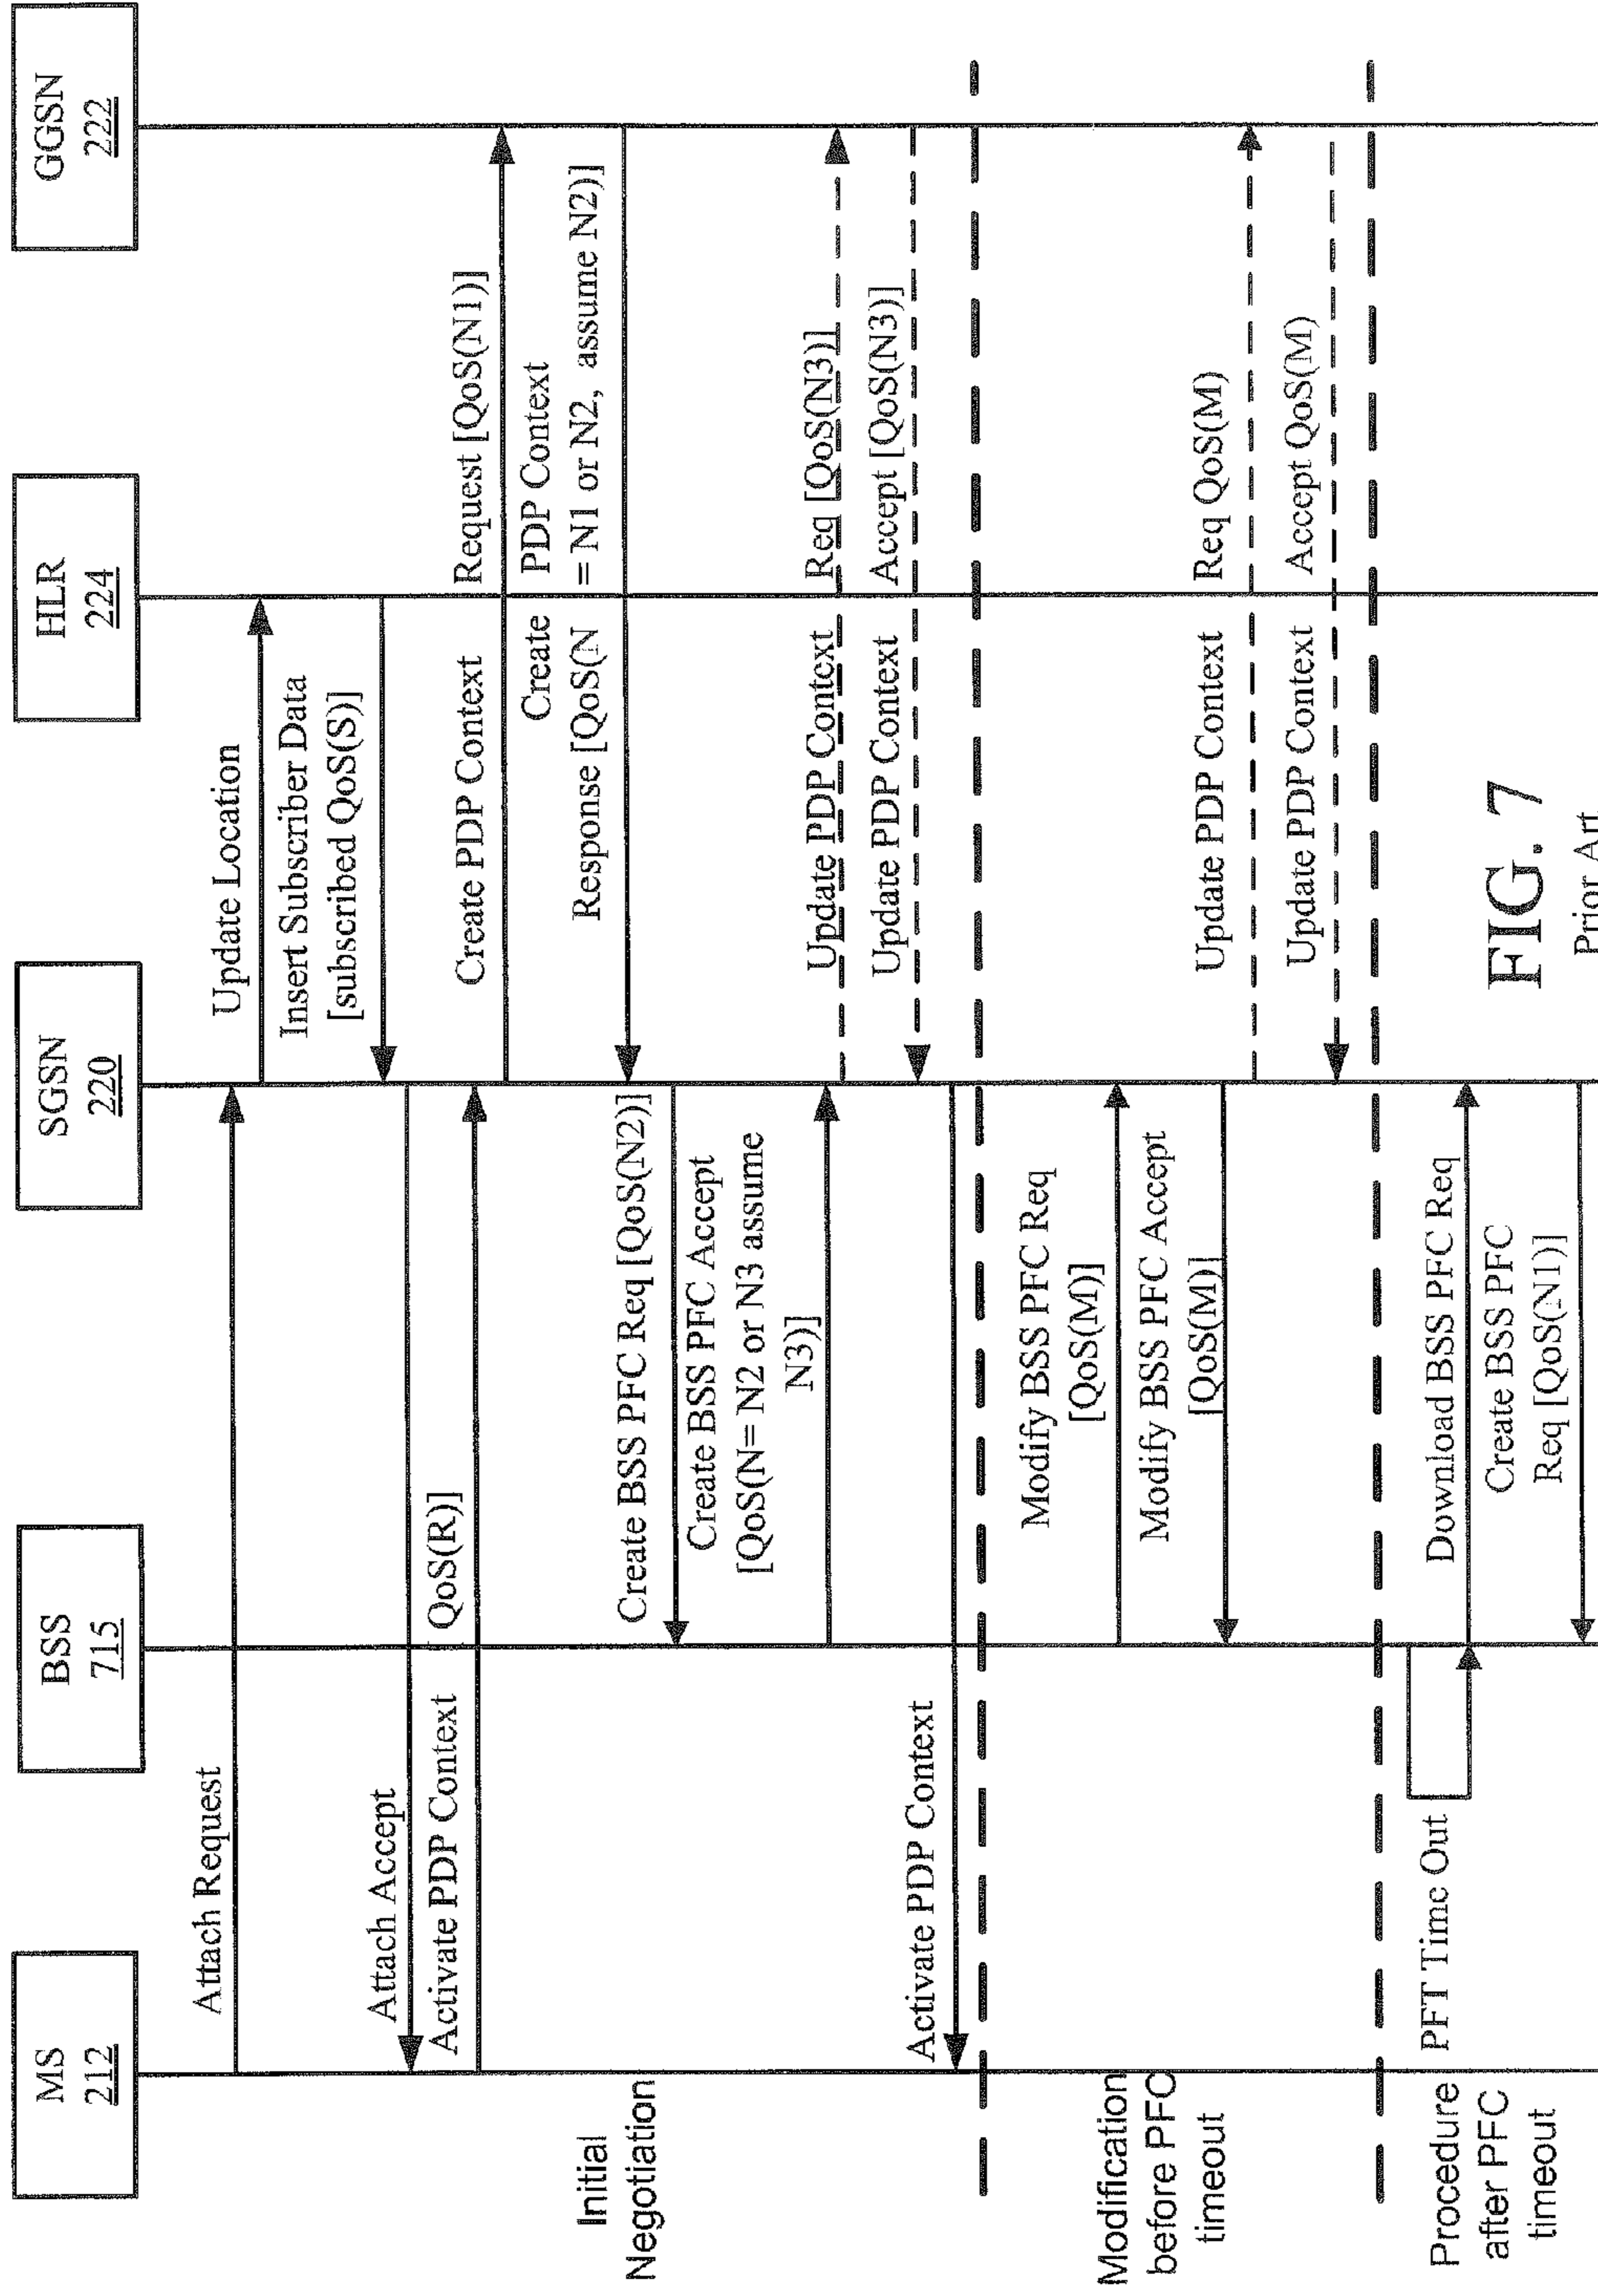 MS
212
BSS
715
SGSN
220
HLR
224
GGSN
222
Attach Request
Update Location
Insert Subscriber Data
[subscribed QoS(S)]
Attach Accept
Activate PDP Context QoS(R)]
Create PDP Context Request [QoS(N1)]
Create PDP Context
Response [QoS(N = N1 or N2, assume N2)]
Create BSS PFC Req [QoS(N2)]
Create BSS PFC Accept
[QoS(N= N2 or N3 assume
N3)]
Update PDP Context Req [QoS(N3)]
Update PDP Context Accept [QoS(N3)]
Activate PDP Context
Initial
Negotiation
Modify BSS PFC Req
[QoS(M)]
Modify BSS PFC Accept
[QoS(M)]
Update PDP Context Req QoS(M)
Update PDP Context Accept QoS(M)
Modification
before PFC
timeout
PFT Time Out
Download BSS PFC Req
Create BSS PFC
Req [QoS(N1)]
Procedure
after PFC
timeout
FIG. 7
Prior Art